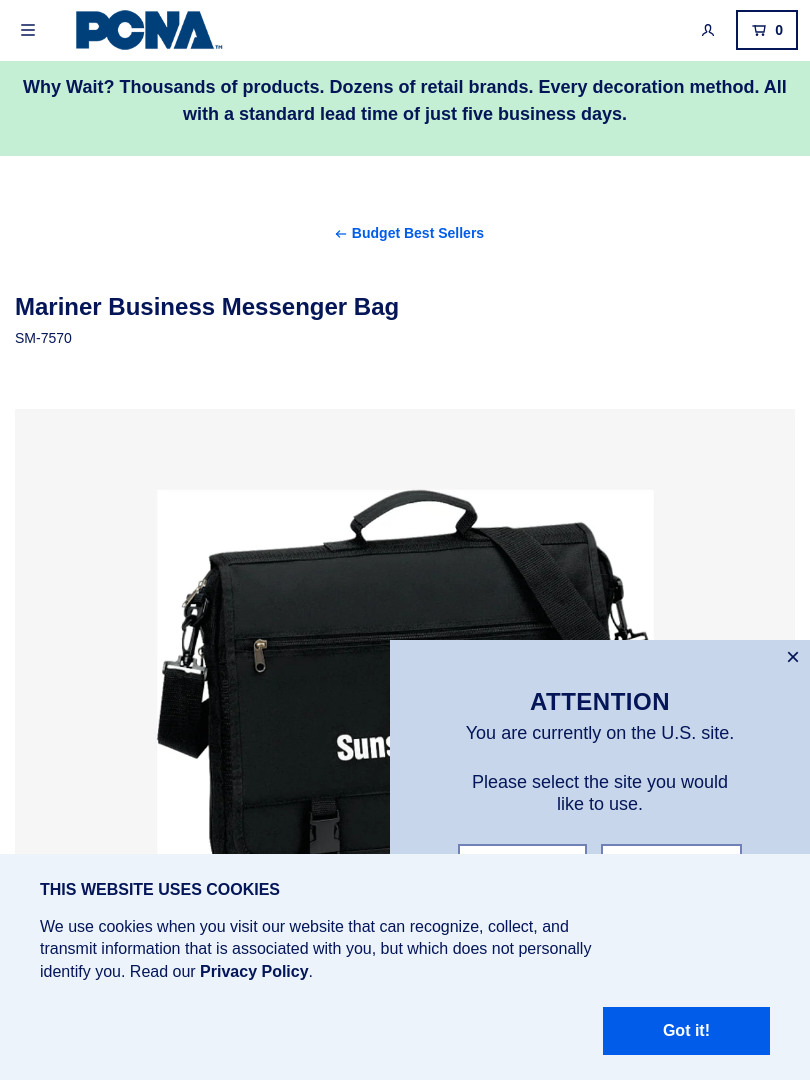 PCNA™
0
Why Wait? Thousands of products. Dozens of retail brands. Every decoration method. All
with a standard lead time of just five business days.
← Budget Best Sellers
Mariner Business Messenger Bag
SM-7570
Suns
ATTENTION
You are currently on the U.S. site.
Please select the site you would
like to use.
THIS WEBSITE USES COOKIES
We use cookies when you visit our website that can recognize, collect, and
transmit information that is associated with you, but which does not personally
identify you. Read our Privacy Policy.
Got it!